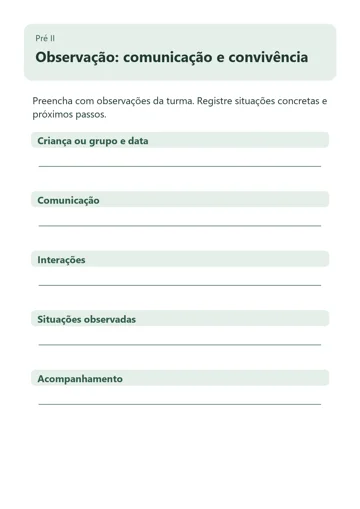 Pré II
Observação: comunicação e convivência
Preencha com observações da turma. Registre situações concretas e
próximos passos.
Criança ou grupo e data
Comunicação
Interações
Situações observadas
Acompanhamento